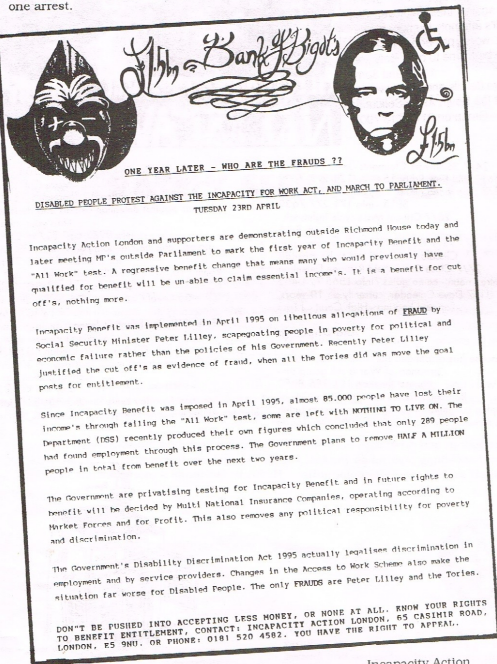 one arrest.
£1.5bn Bank of Bigots
£1.5bn
ONE YEAR LATER - WHO ARE THE FRAUDS ??
DISABLED PEOPLE PROTEST AGAINST THE INCAPACITY FOR WORK ACT, AND MARCH TO PARLIAMENT.
TUESDAY 23RD APRIL
Incapacity Action London and supporters are demonstrating outside Richmond House today and
later meeting MP's outside Parliament to mark the first year of Incapacity Benefit and the
"All Work" test. A regressive benefit change that means many who would previously have
qualified for benefit will be un-able to claim essential income's. It is a benefit for cut
off's, nothing more.
Incapacity Benefit was implemented in April 1995 on libellous allegations of FRAUD by
Social Security Minister Peter Lilley, scapegoating people in poverty for political and
economic failure rather than the policies of his Government. Recently Peter Lilley
justified the cut off's as evidence of fraud, when all the Tories did was move the goal
posts for entitlement.
Since Incapacity Benefit was imposed in April 1995, almost 85.000 people have lost their
income's through failing the "All Work" test, some are left with NOTHING TO LIVE ON. The
Department (DSS) recently produced their own figures which concluded that only 289 people
had found employment through this process. The Government plans to remove HALF A MILLION
people in total from benefit over the next two years.
The Government are privatising testing for Incapacity Benefit and in future rights to
benefit will be decided by Multi National Insurance Companies, operating according to
Market Forces and for Profit. This also removes any political responsibility for poverty
and discrimination.
The Government's Disability Discrimination Act 1995 actually legalises discrimination in
employment and by service providers. Changes in the Access to Work Scheme also make the
situation far worse for Disabled People. The only FRAUDS are Peter Lilley and the Tories.
DON"T BE PUSHED INTO ACCEPTING LESS MONEY, OR NONE AT ALL. KNOW YOUR RIGHTS
TO BENEFIT ENTITLEMENT, CONTACT: INCAPACITY ACTION LONDON, 65 CASIMIR ROAD,
LONDON, E5 9NU. OR PHONE: 0181 520 4582. YOU HAVE THE RIGHT TO APPEAL.
Incapacity Action